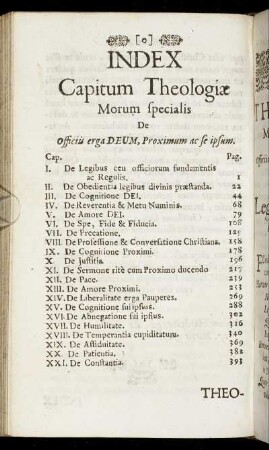 [0]
INDEX
Capitum Theologiæ
Morum specialis
De
Officiis erga DEUM, Proximum ac se ipsum.
Cap. Pag.
I. De Legibus ceu officiorum fundamentis
ac Regulis. 1
II. De Obedientia legibus divinis præstanda. 22
III. De Cognitione DEI. 44
IV. De Reverentia & Metu Numinis. 68
V. De Amore DEI. 79
VI. De Spe, Fide & Fiducia. 108
VII. De Precatione. 125
VIII. De Professione & Conversatione Christiana. 158
IX. De Cognitione Proximi. 178
X. De Justitia. 196
XI. De Sermone rite cum Proximo ducendo 217
XII. De Pace. 239
XIII. De Amore Proximi. 253
XIV. De Liberalitate erga Pauperes. 269
XV. De Cognitione sui ipsius. 288
XVI. De Abnegatione sui ipsius. 302
XVII. De Humilitate. 326
XVIII. De Temperantia cupiditatum. 340
XIX. De Assiduitate. 369
XX. De Patientia. 382
XXI. De Constantia. 393
THEO-